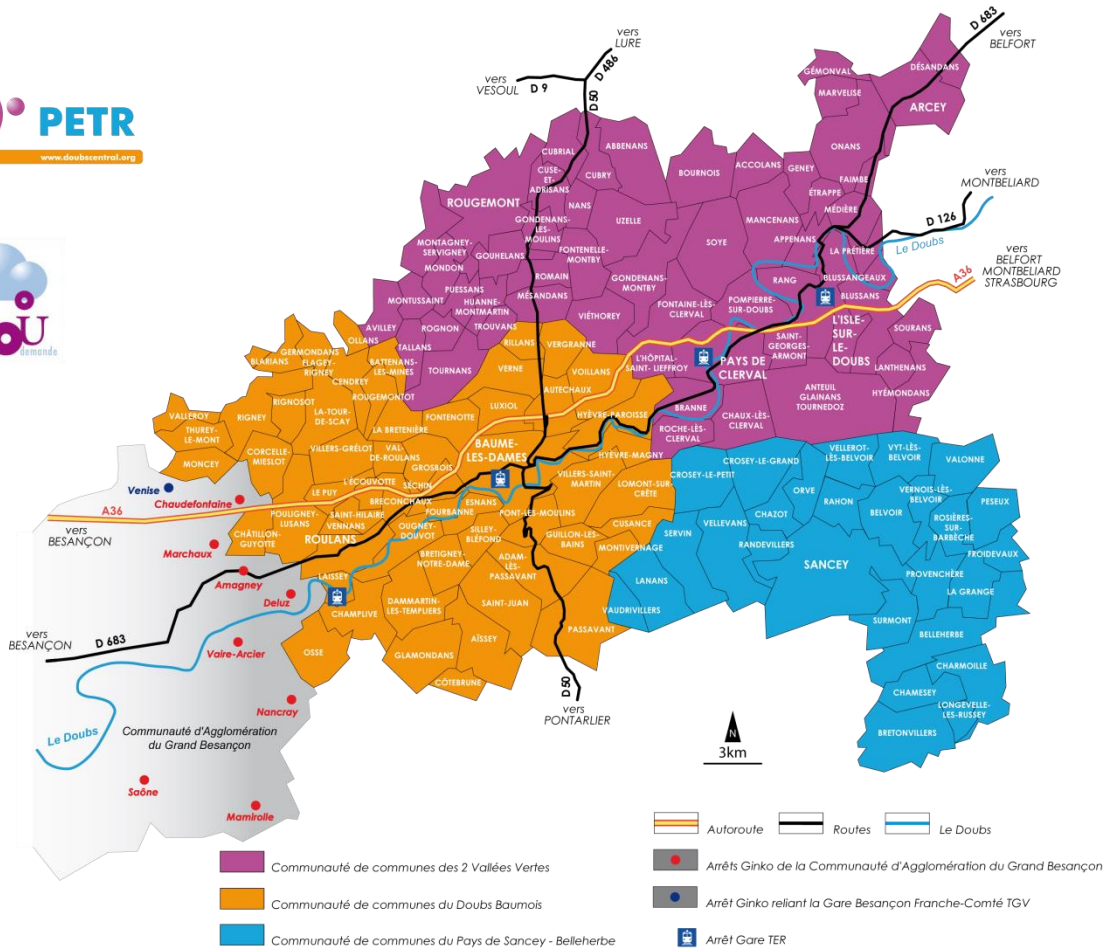 PETR
www.doubscentral.org
OU
demande
vers
LURE
D 486
vers
VESOUL
D 9
D 50
D 683
vers
BELFORT
vers
MONTBELIARD
D 126
Le Doubs
vers
BELFORT
MONTBELIARD
STRASBOURG
A36
GÉMONVAL
DÉSANDANS
MARVELISE
ARCEY
ONANS
FAIMBE
GENEY
ÉTRAPPE
MÉDIÈRE
ACCOLANS
BOURNOIS
MANCENANS
APPENANS
LA PRÉTIÈRE
SOYE
RANG
BLUSSANGEAUX
BLUSSANS
CUBRIAL
ABBENANS
CUSE-
ET-
ADRISANS
CUBRY
ROUGEMONT
NANS
UZELLE
GONDENANS-
LES-
MOULINS
MONTAGNEY-
SERVIGNEY
GOUHELANS
FONTENELLE-
MONTBY
MONDON
ROMAIN
GONDENANS-
MONTBY
PUESSANS
HUANNE-
MONTMARTIN
MÉSANDANS
MONTUSSAINT
FONTAINE-LÈS-
CLERVAL
POMPIERRE-
SUR-DOUBS
VIÉTHOREY
AVILLEY
ROGNON
TROUVANS
TALLANS
TOURNANS
L'HÔPITAL-
SAINT- LIEFFROY
PAYS DE
CLERVAL
SAINT-
GEORGES-
ARMONT
L'ISLE-
SUR-
LE-
DOUBS
SOURANS
LANTHENANS
HYÉMONDANS
ANTEUIL
GLAINANS
TOURNEDOZ
BRANNE
CHAUX-LÈS-
CLERVAL
ROCHE-LÈS-
CLERVAL
OLLANS
RILLANS
VERGRANNE
GERMONDANS
BLARIANS
FLAGEY-
RIGNEY
BATTENANS-
LES-MINES
VERNE
VOILLANS
CENDREY
ROUGEMONTOT
AUTECHAUX
LUXIOL
VALLEROY
RIGNEY
RIGNOSOT
LA-TOUR-
DE-SCAY
FONTENOTTE
HYÈVRE-PAROISSE
THUREY-
LE-MONT
LA BRETENIÈRE
CORCELLE-
MIESLOT
VILLERS-GRÉLOT
VAL-
DE-ROULANS
BAUME-
LES-DAMES
HYÈVRE-MAGNY
MONCEY
GROSBOIS
L'ÉCOUVOTTE
SÉCHIN
VILLERS-SAINT-
MARTIN
LOMONT-SUR-
CRÊTE
LE PUY
BRECONCHAUX
ESNANS
FOURBANNE
PONT-LES-MOULINS
POULIGNEY-
LUSANS
SAINT-HILAIRE
VENNANS
OUGNEY-
DOUVOT
SILLEY-
BLÉFOND
CUSANCE
CHÂTILLON-
GUYOTTE
ROULANS
GUILLON-LES-
BAINS
MONTIVERNAGE
BRETIGNEY-
NOTRE-DAME
ADAM-
LÈS-
PASSAVANT
LAISSEY
CHAMPLIVE
DAMMARTIN-
LES-TEMPLIERS
SAINT-JUAN
VAUDRIVILLERS
PASSAVANT
OSSE
AÏSSEY
GLAMONDANS
CÔTEBRUNE
CROSEY-LE-GRAND
CROSEY-LE-PETIT
VELLEROT-
LÈS-BELVOIR
VYT-LÈS-
BELVOIR
VALONNE
ORVE
RAHON
VERNOIS-LÈS-
BELVOIR
PESEUX
SERVIN
VELLEVANS
CHAZOT
BELVOIR
ROSIÈRES-
SUR-
BARBÈCHE
RANDEVILLERS
SANCEY
FROIDEVAUX
LANANS
PROVENCHÈRE
LA GRANGE
SURMONT
BELLEHERBE
CHARMOILLE
CHAMESEY
LONGEVELLE-
LES-RUSSEY
BRETONVILLERS
Venise
Chaudefontaine
A36
vers
BESANÇON
Marchaux
Amagney
Deluz
vers
BESANÇON
D 683
Vaire-Arcier
Nancray
Le Doubs
Communauté d'Agglomération
du Grand Besançon
Saône
Mamirolle
D 50
vers
PONTARLIER
N
3km
Autoroute
Routes
Le Doubs
Communauté de communes des 2 Vallées Vertes
Arrêts Ginko de la Communauté d'Agglomération du Grand Besançon
Communauté de communes du Doubs Baumois
Arrêt Ginko reliant la Gare Besançon Franche-Comté TGV
Communauté de communes du Pays de Sancey - Belleherbe
Arrêt Gare TER